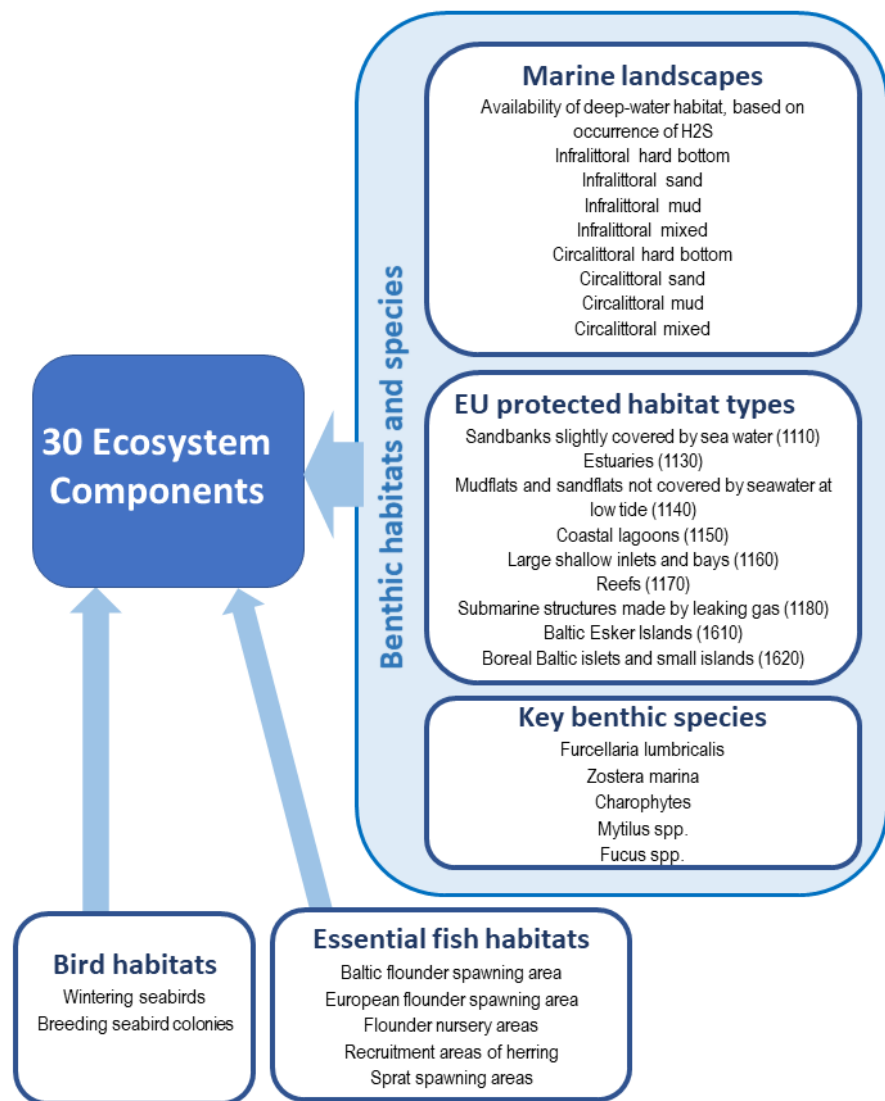 Marine landscapes
Availability of deep-water habitat, based on
occurrence of H2S
Infralittoral hard bottom
Infralittoral sand
Infralittoral mud
Infralittoral mixed
Circalittoral hard bottom
Circalittoral sand
Circalittoral mud
Circalittoral mixed
Benthic habitats and species
EU protected habitat types
Sandbanks slightly covered by sea water (1110)
Estuaries (1130)
Mudflats and sandflats not covered by seawater at
low tide (1140)
Coastal lagoons (1150)
Large shallow inlets and bays (1160)
Reefs (1170)
Submarine structures made by leaking gas (1180)
Baltic Esker Islands (1610)
Boreal Baltic islets and small islands (1620)
30 Ecosystem
Components
Key benthic species
Furcellaria lumbricalis
Zostera marina
Charophytes
Mytilus spp.
Fucus spp.
Bird habitats
Wintering seabirds
Breeding seabird colonies
Essential fish habitats
Baltic flounder spawning area
European flounder spawning area
Flounder nursery areas
Recruitment areas of herring
Sprat spawning areas